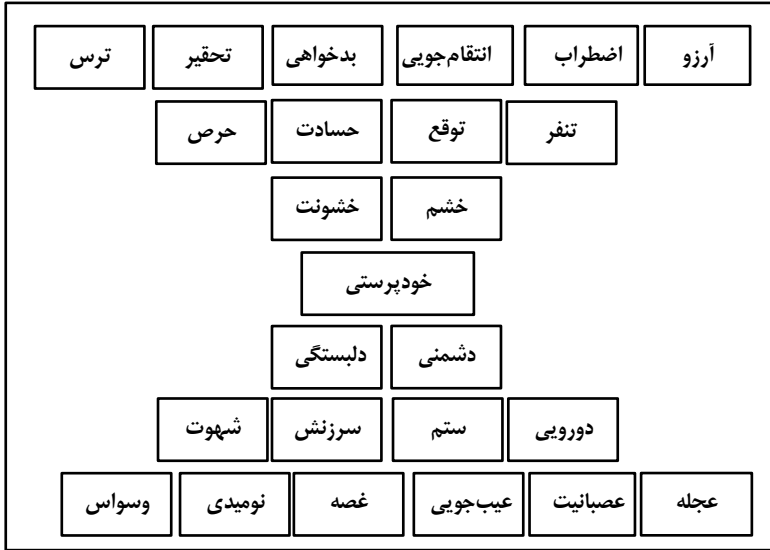 آرزو اضطراب انتقام‌جویی بدخواهی تحقیر ترس
تنفر توقع حسادت حرص
خشم خشونت
خودپرستی
دشمنی دلبستگی
دورویی ستم سرزنش شهوت
عجله عصبانیت عیب‌جویی غصه نومیدی وسواس